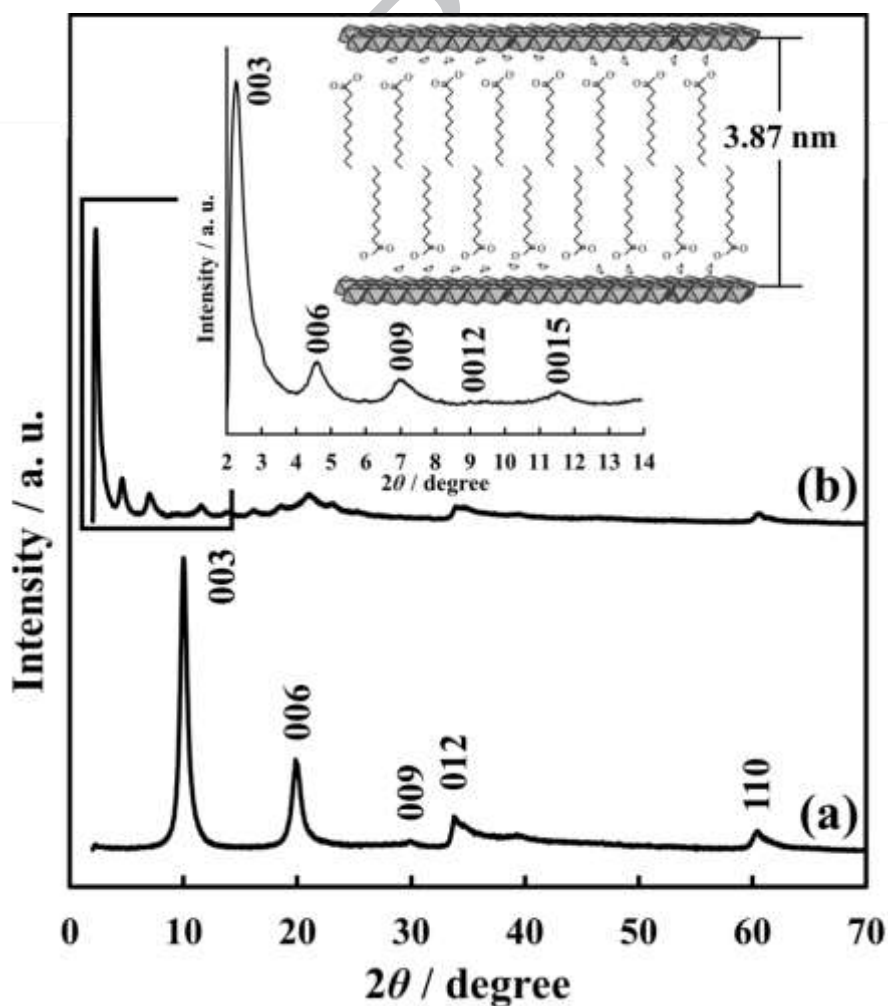 003
006
009
0012
0015
Intensity / a. u.
2 3 4 5 6 7 8 9 10 11 12 13 14
2θ / degree
O O O O O O O O O O O O O O O O
3.87 nm
O O O O O O O O O O O O O O O O
(b)
003
006
009
012
110
(a)
Intensity / a. u.
0 10 20 30 40 50 60 70
2θ / degree